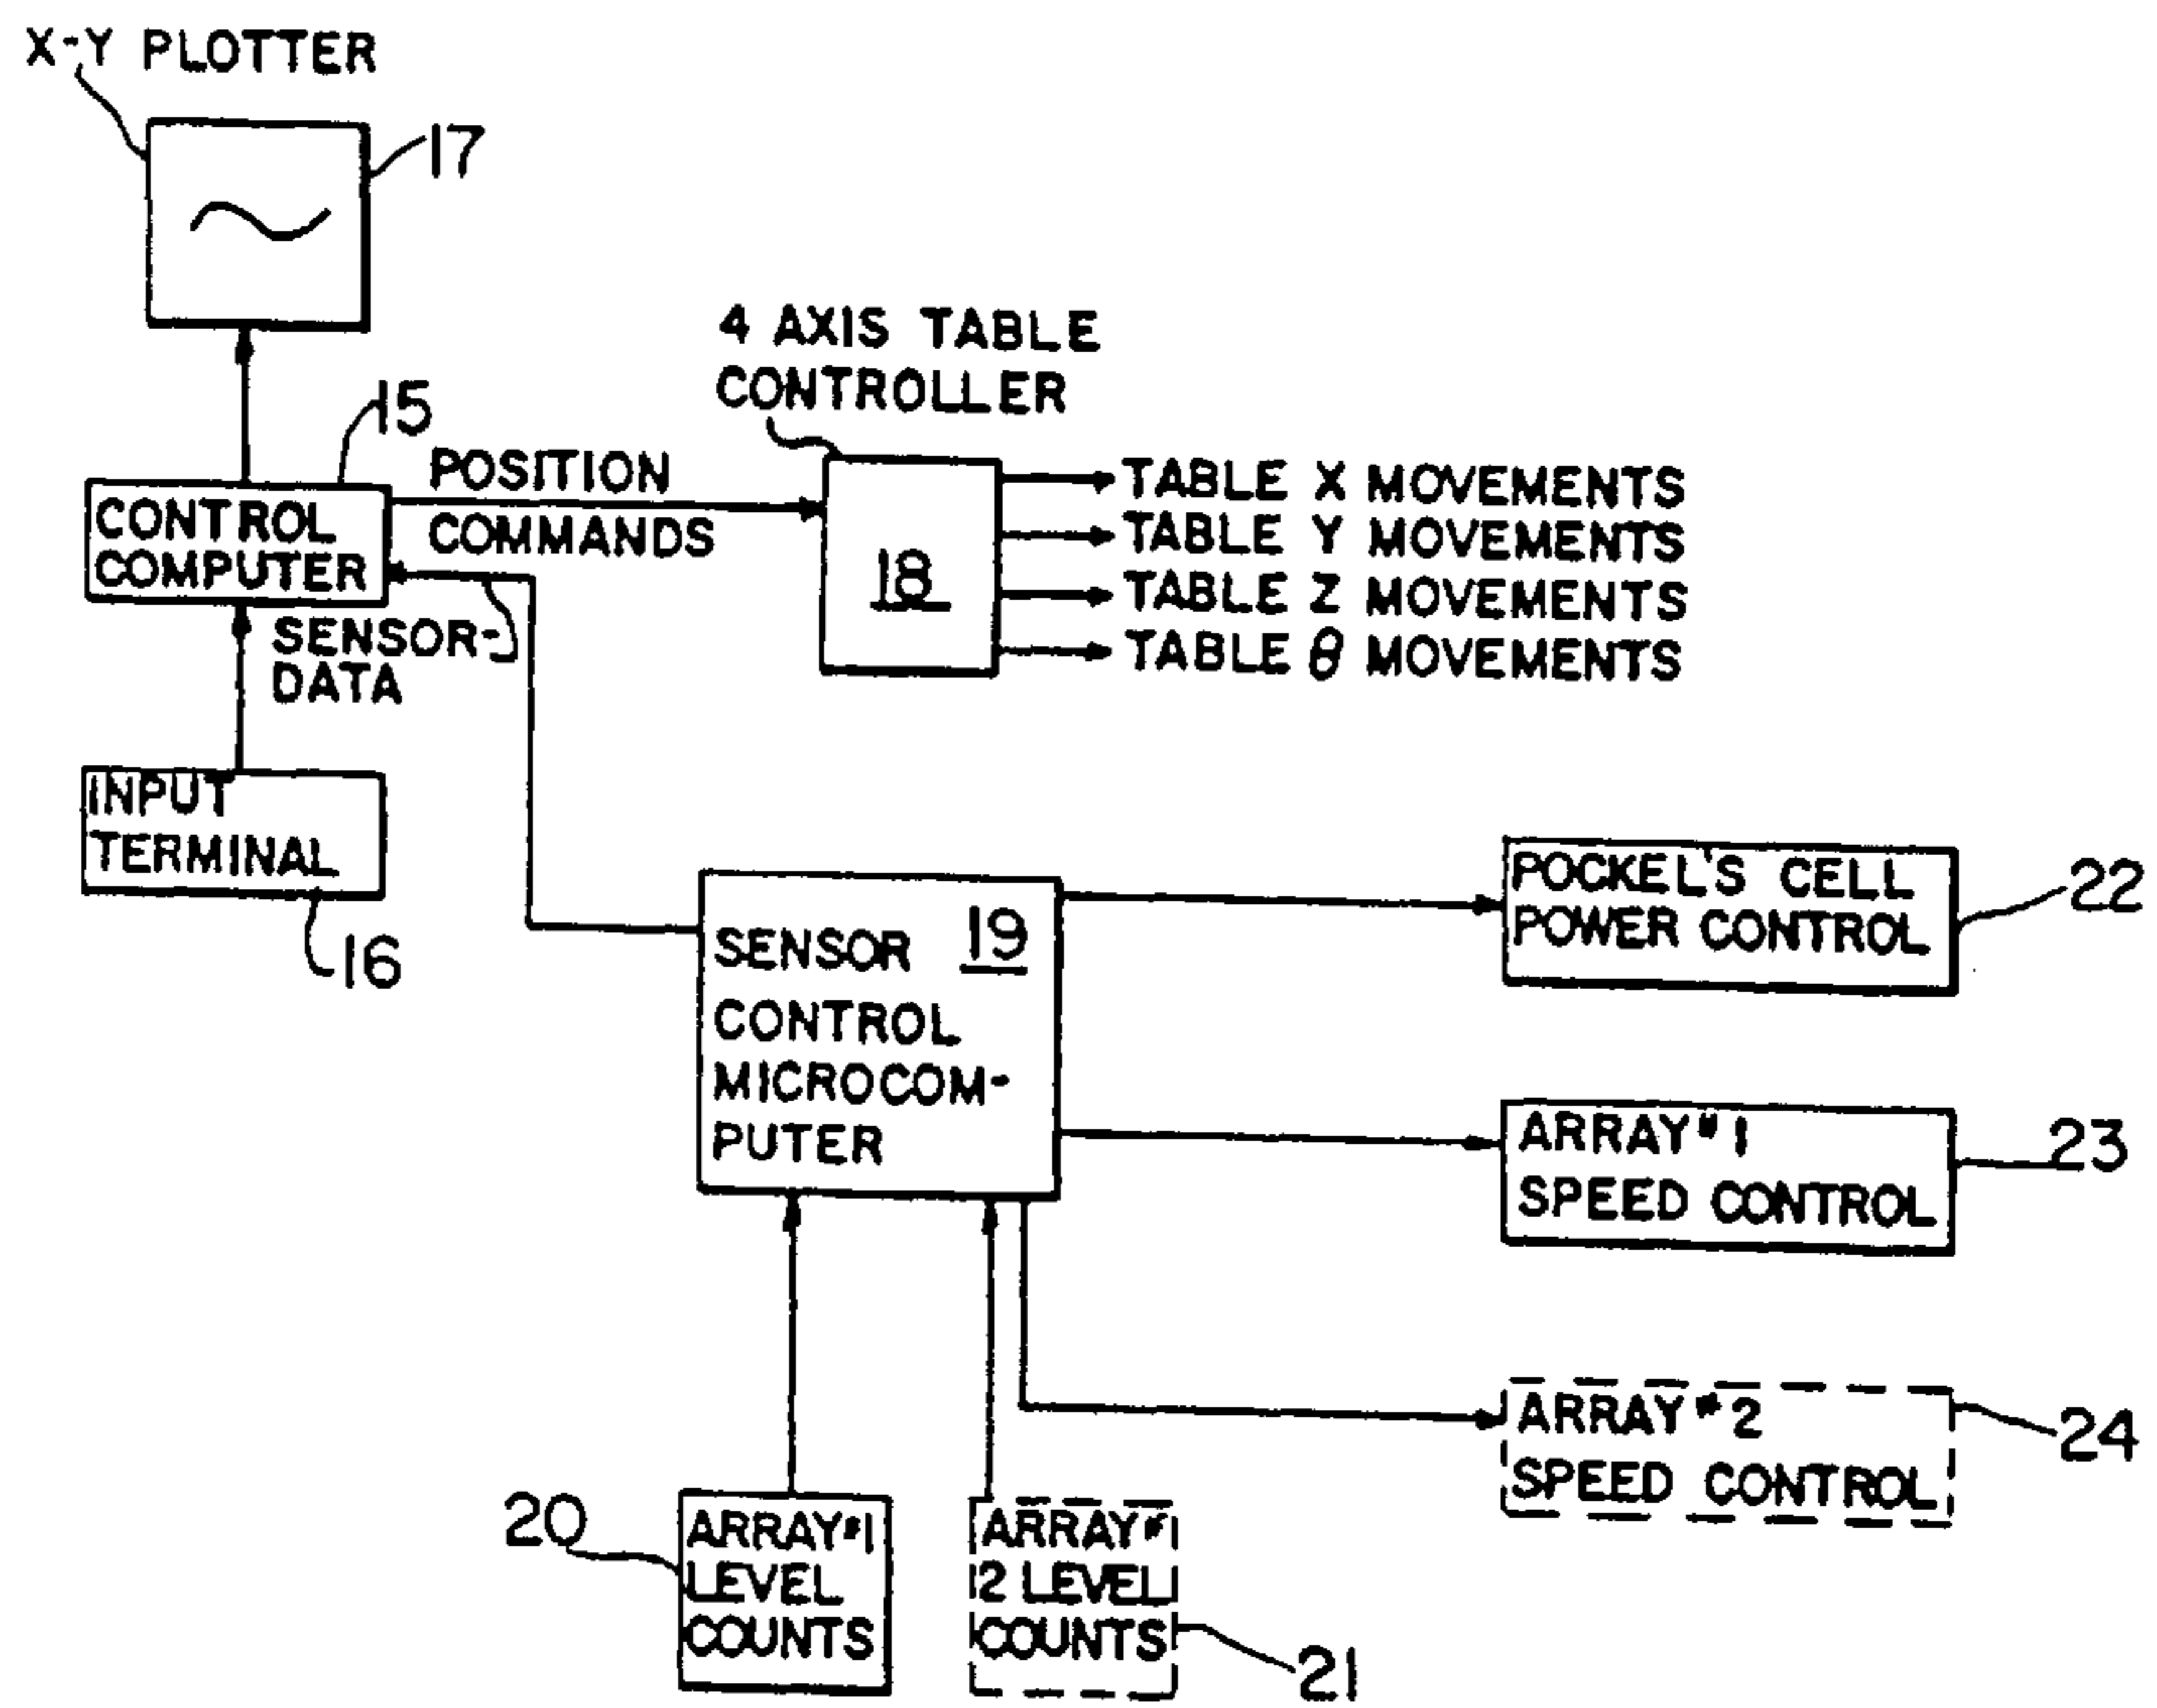 X-Y PLOTTER
17
4 AXIS TABLE
CONTROLLER
15
POSITION
COMMANDS
CONTROL
COMPUTER
18
TABLE X MOVEMENTS
TABLE Y MOVEMENTS
TABLE Z MOVEMENTS
TABLE θ MOVEMENTS
SENSOR-
DATA
INPUT
TERMINAL
16
SENSOR 19
CONTROL
MICROCOM-
PUTER
POCKEL'S CELL
POWER CONTROL
22
ARRAY #1
SPEED CONTROL
23
ARRAY #2
SPEED CONTROL
24
20
ARRAY #1
LEVEL
COUNTS
ARRAY #
2 LEVEL
COUNTS
21